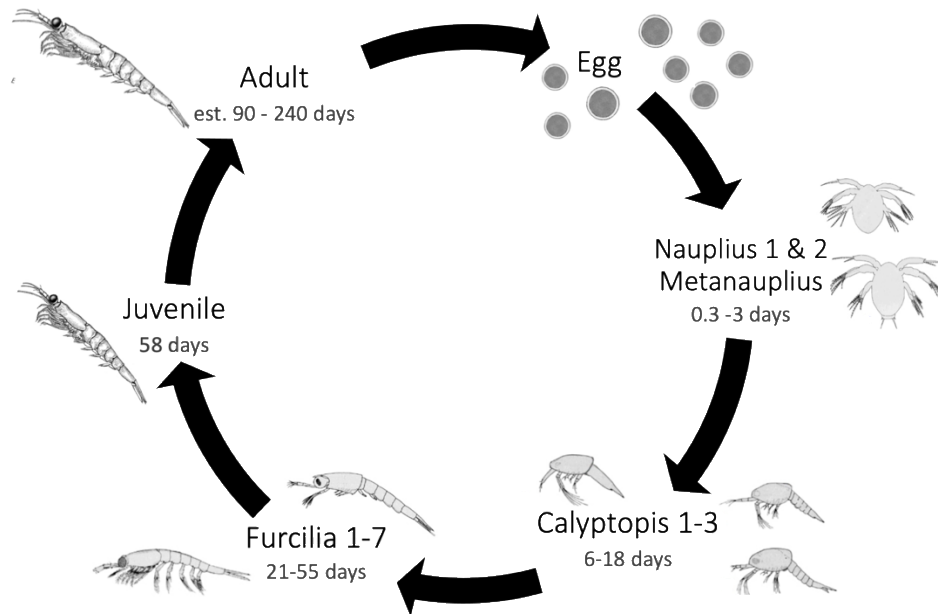 Adult
est. 90 - 240 days
Egg
Nauplius 1 & 2
Metanauplius
0.3 -3 days
Calyptopis 1-3
6-18 days
Furcilia 1-7
21-55 days
Juvenile
58 days